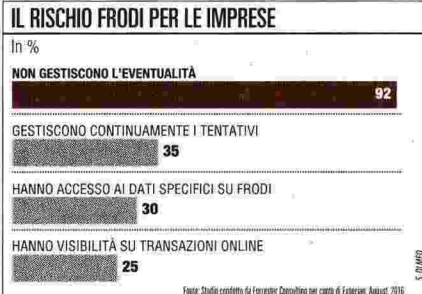 IL RISCHIO FRODI PER LE IMPRESE
In %
NON GESTISCONO L'EVENTUALITÀ
92
GESTISCONO CONTINUAMENTE I TENTATIVI
35
HANNO ACCESSO AI DATI SPECIFICI SU FRODI
30
HANNO VISIBILITÀ SU TRANSAZIONI ONLINE
25
Fonte: Studio condotto da Forrester Consulting per conto di Experian, August, 2016